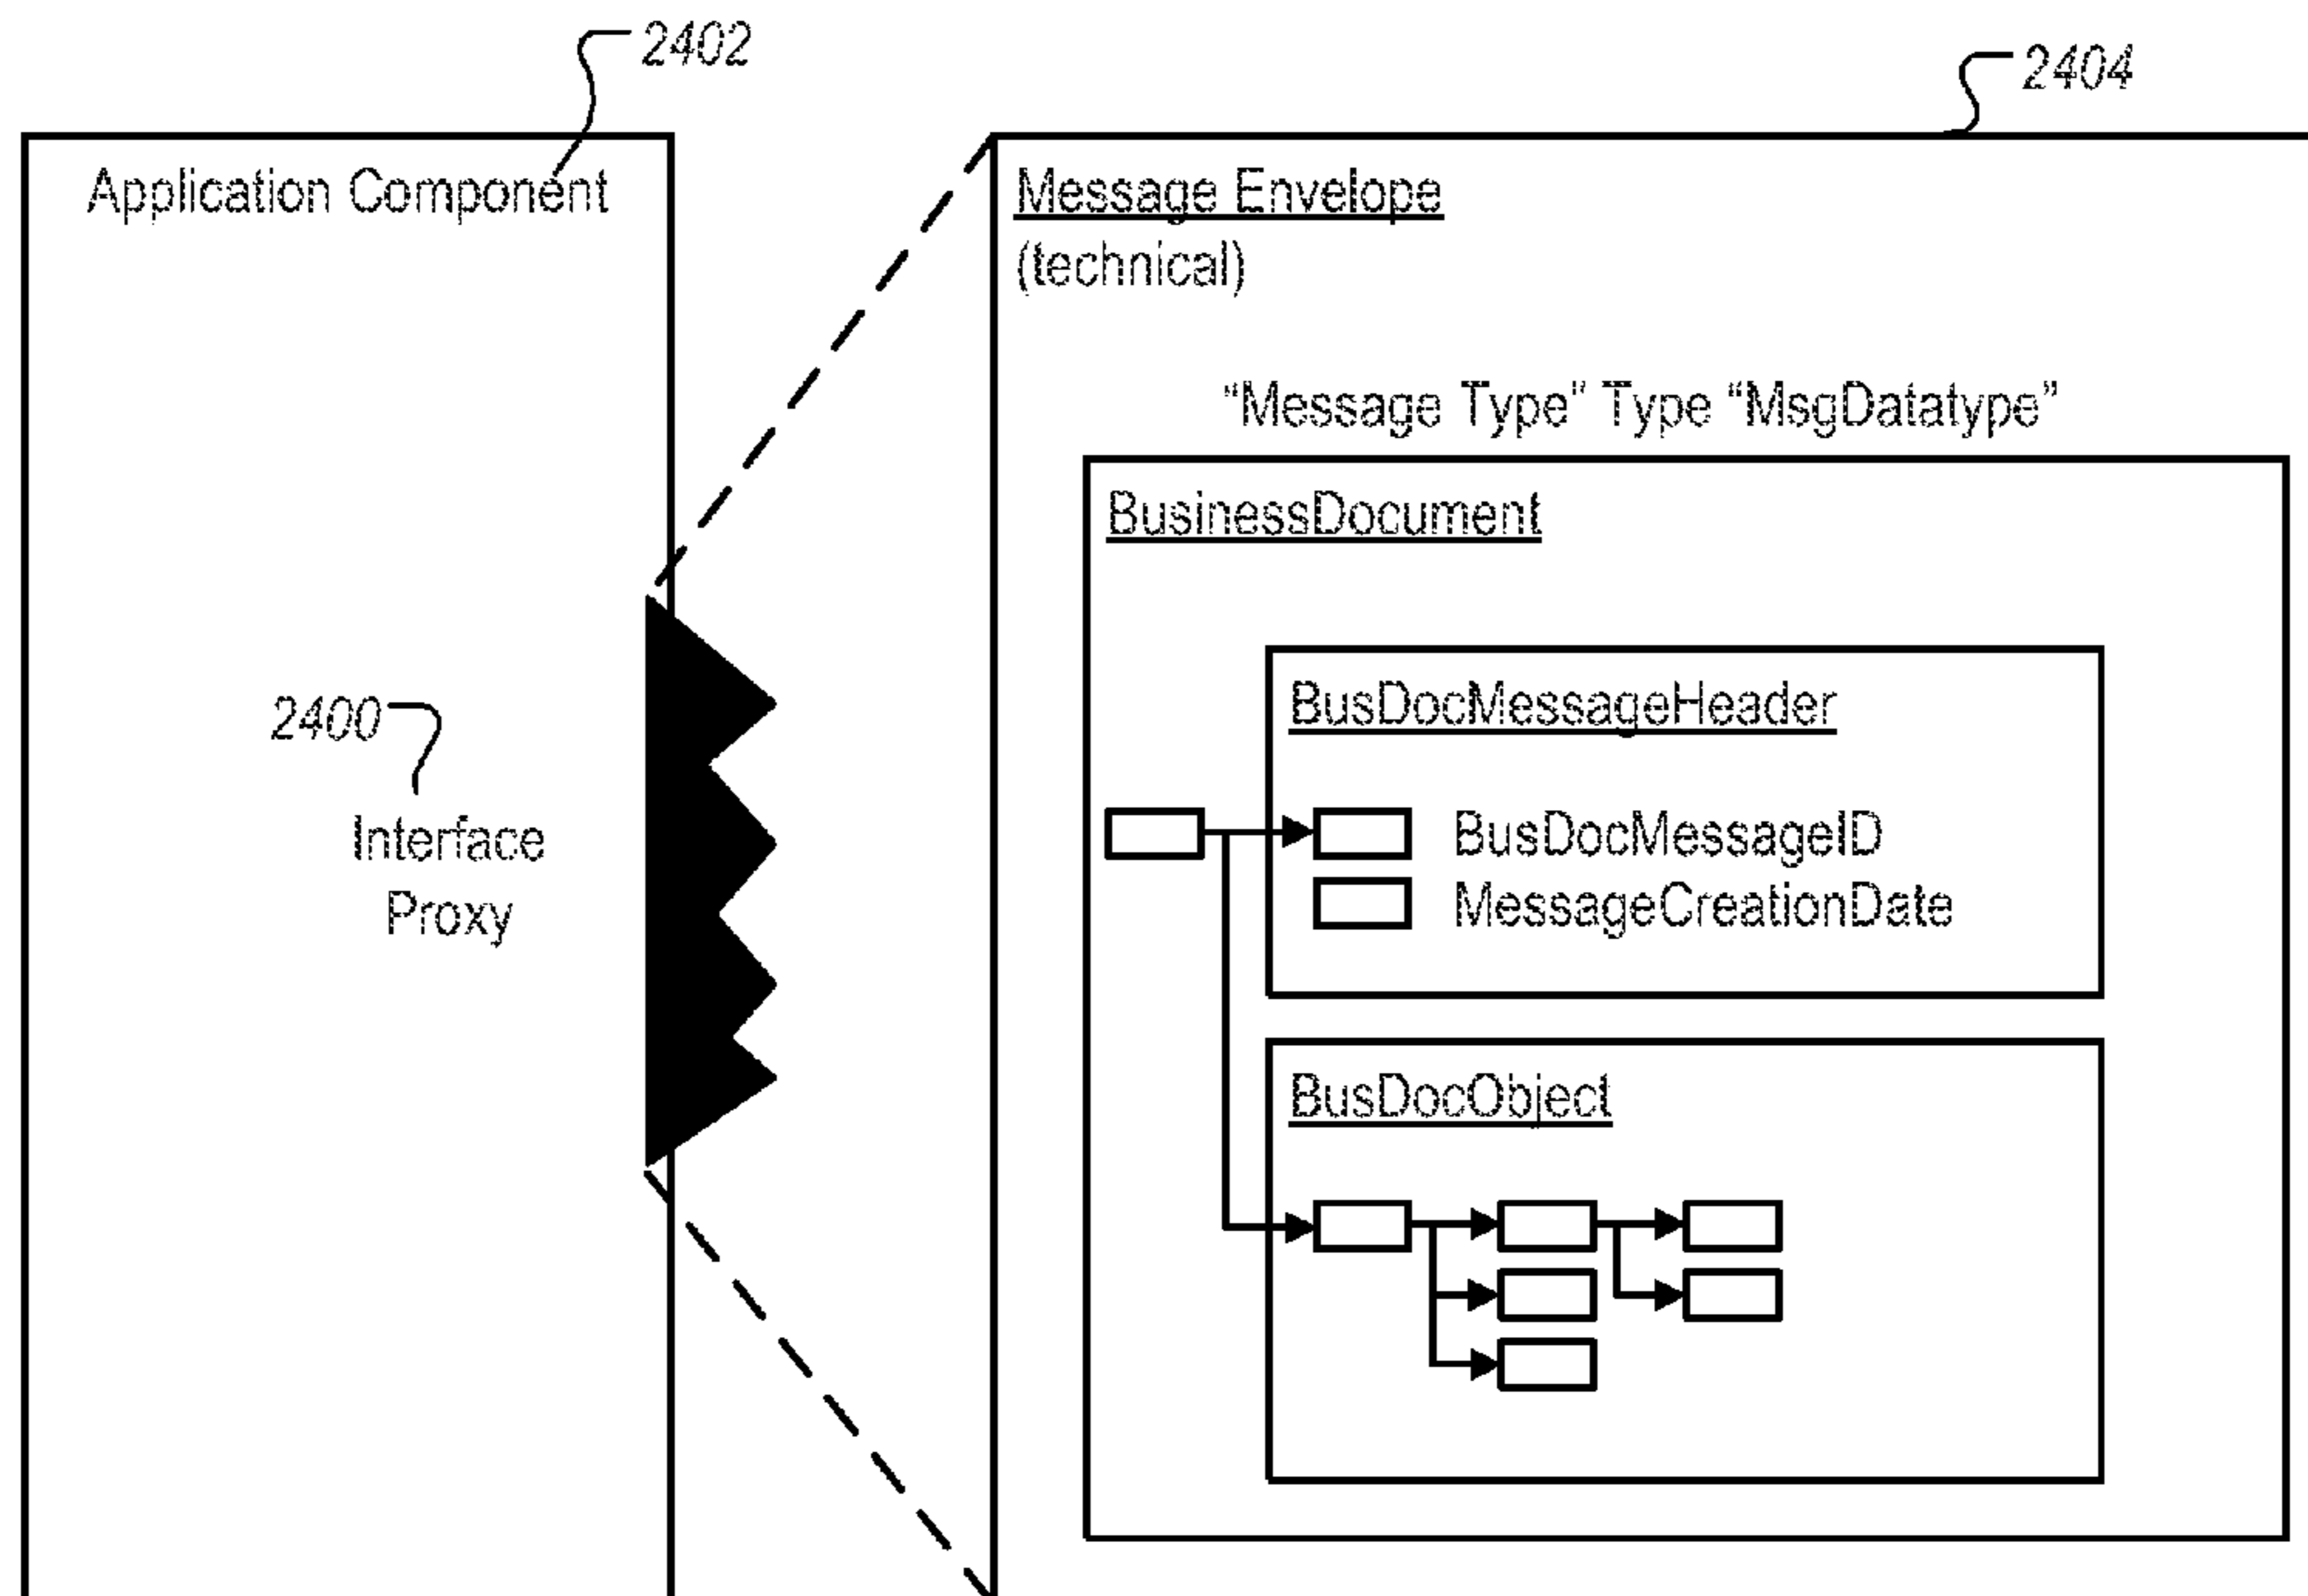 2402
2404
Application Component
Message Envelope
(technical)
“Message Type” Type “MsgDatatype”
BusinessDocument
BusDocMessageHeader
2400
Interface
Proxy
BusDocMessageID
MessageCreationDate
BusDocObject